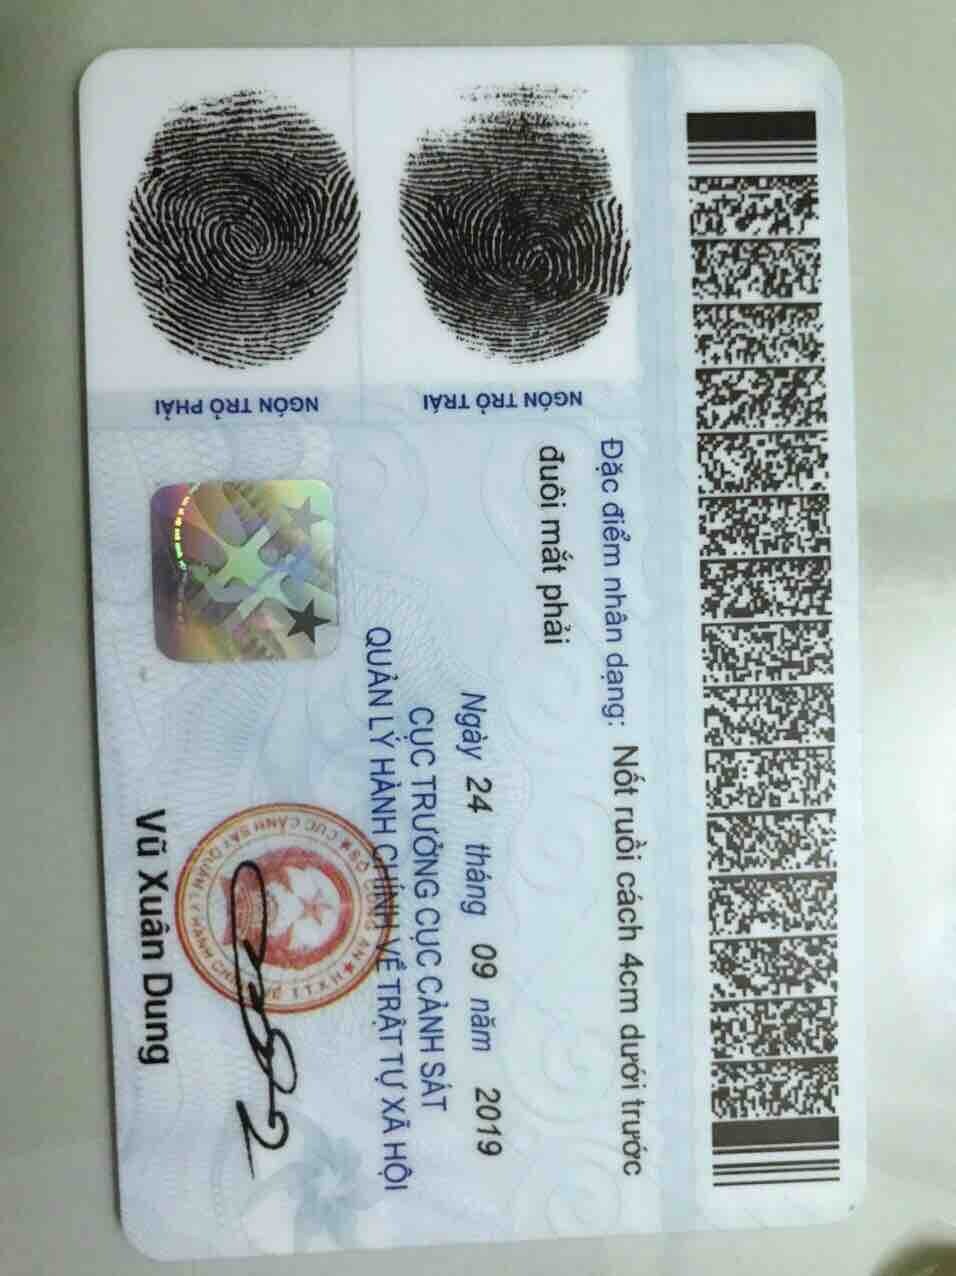 Đặc điểm nhân dạng: Nốt ruồi cách 4cm dưới trước
đuôi mắt phải
NGÓN TRỎ TRÁI
NGÓN TRỎ PHẢI
Ngày 24 tháng 09 năm 2019
CỤC TRƯỞNG CỤC CẢNH SÁT
QUẢN LÝ HÀNH CHÍNH VỀ TRẬT TỰ XÃ HỘI
Vũ Xuân Dung